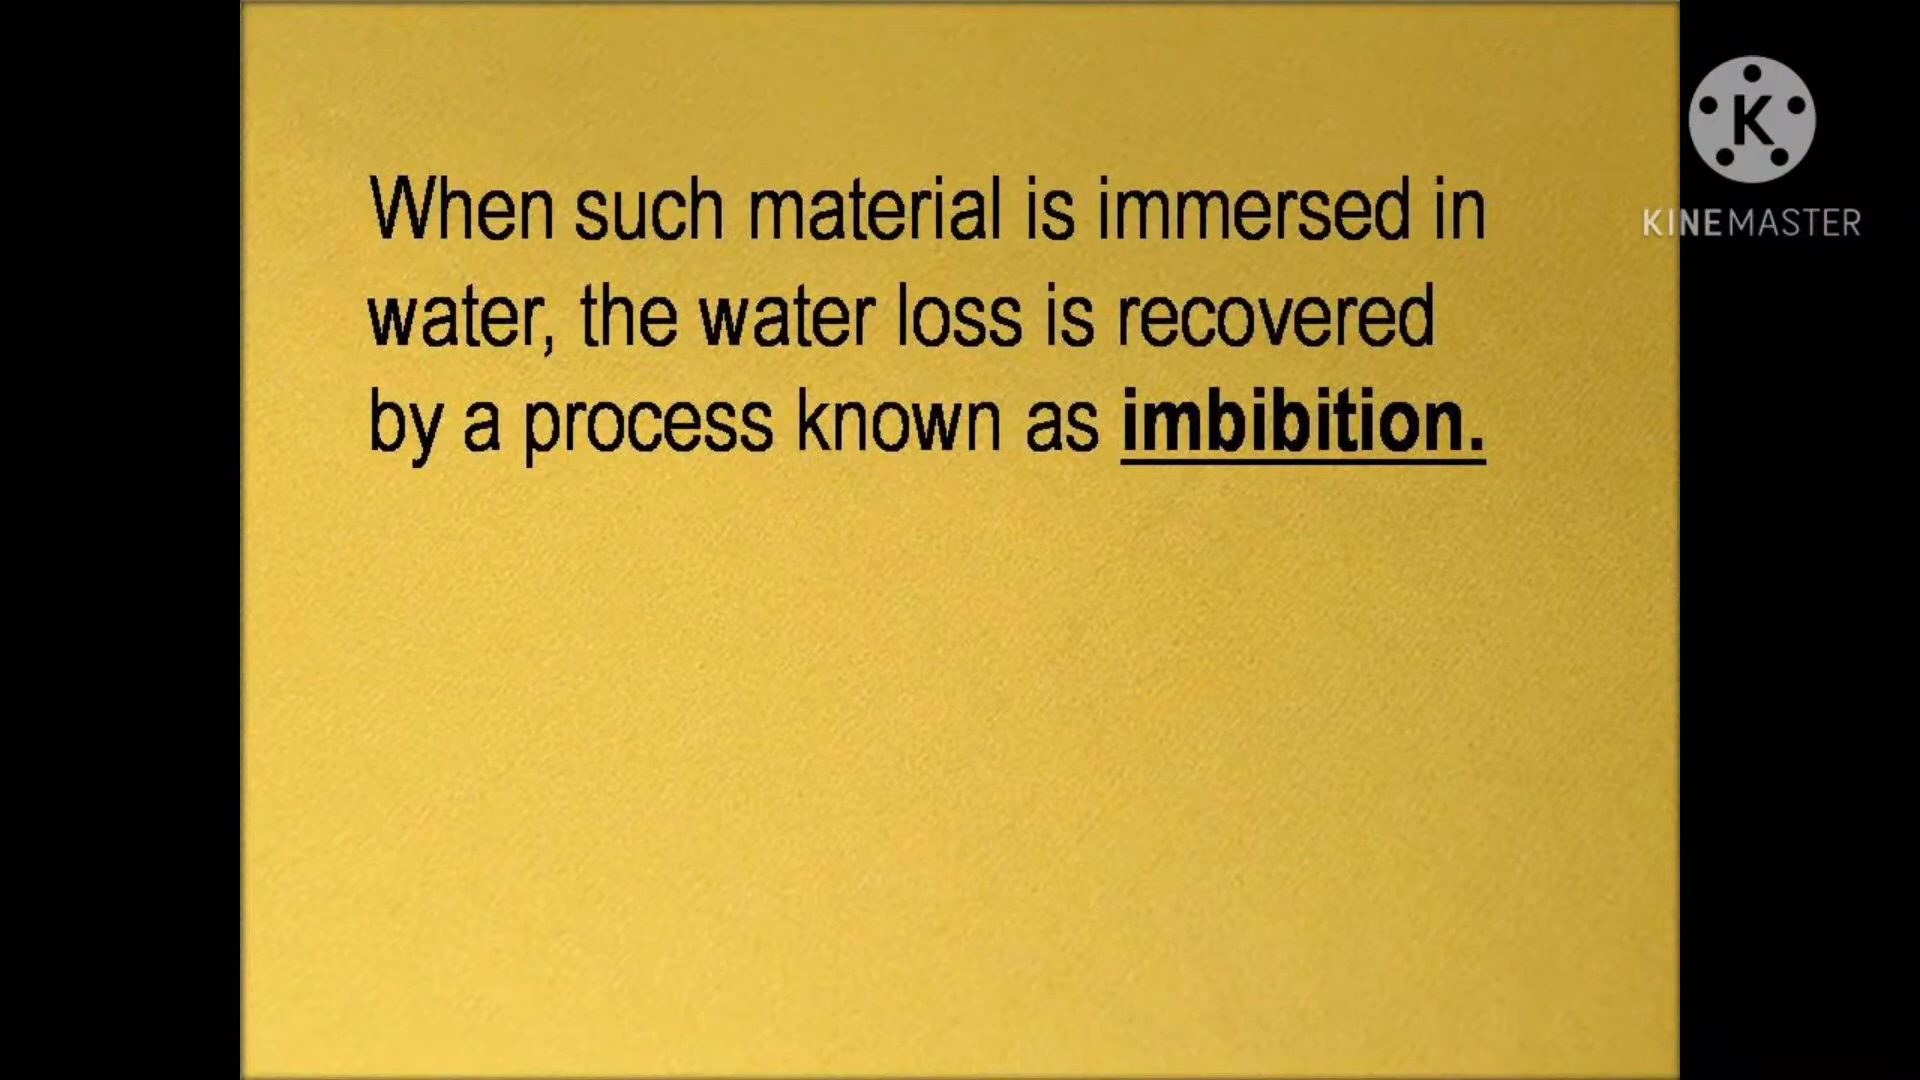 When such material is immersed in
water, the water loss is recovered
by a process known as imbibition.
K
KINEMASTER